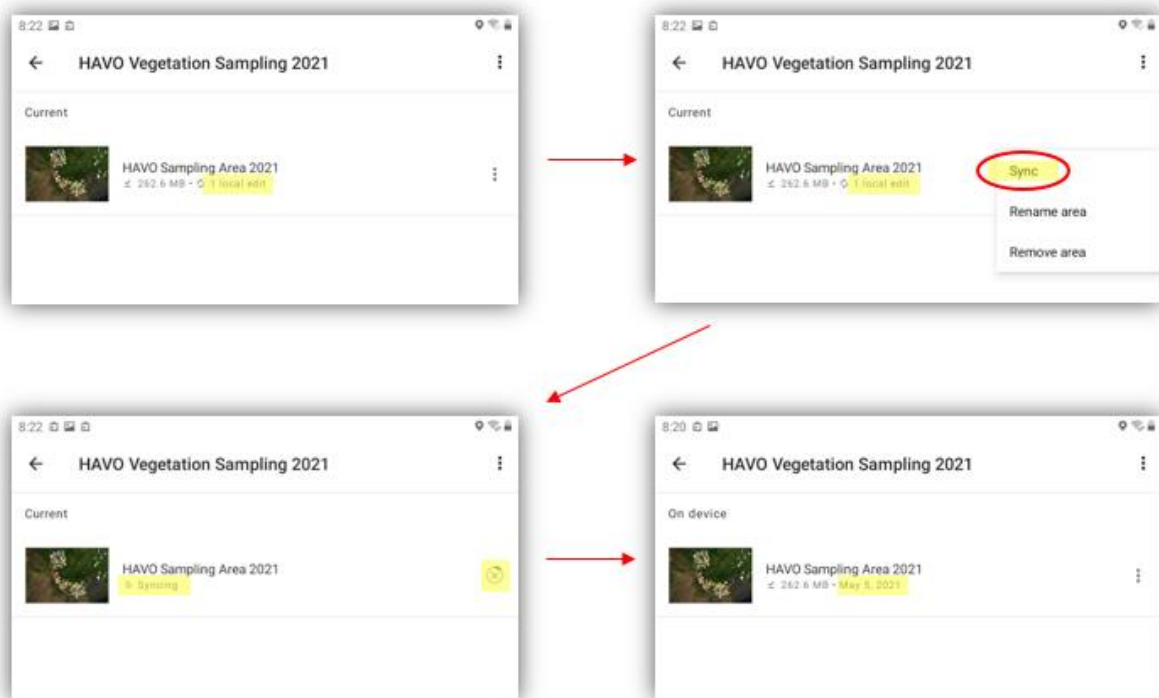 8:22
HAVO Vegetation Sampling 2021
Current
HAVO Sampling Area 2021
262.6 MB • 1 local edit
8:22
HAVO Vegetation Sampling 2021
Current
HAVO Sampling Area 2021
262.6 MB • 1 local edit
Sync
Rename area
Remove area
8:22
HAVO Vegetation Sampling 2021
Current
HAVO Sampling Area 2021
Syncing
8:20
HAVO Vegetation Sampling 2021
On device
HAVO Sampling Area 2021
262.6 MB • May 5, 2021